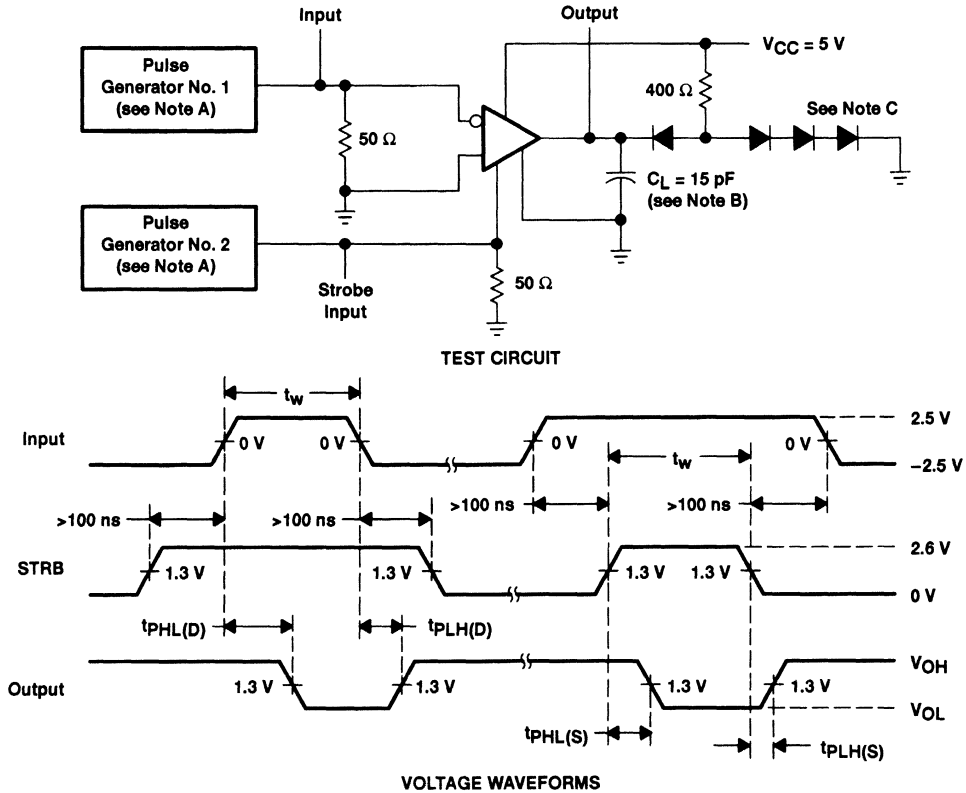 Input
Output
Pulse
Generator No. 1
(see Note A)
VCC = 5 V
400 Ω
See Note C
50 Ω
CL = 15 pF
(see Note B)
Pulse
Generator No. 2
(see Note A)
Strobe
Input
50 Ω
TEST CIRCUIT
tw
Input
0 V
0 V
0 V
0 V
2.5 V
tw
–2.5 V
>100 ns
>100 ns
>100 ns
>100 ns
STRB
1.3 V
1.3 V
1.3 V
1.3 V
2.6 V
0 V
tPHL(D)
tPLH(D)
Output
1.3 V
1.3 V
1.3 V
1.3 V
VOH
VOL
tPHL(S)
tPLH(S)
VOLTAGE WAVEFORMS